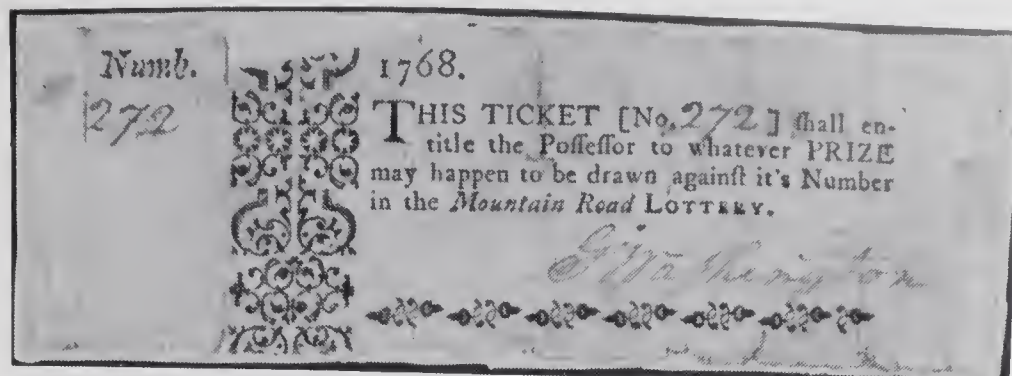 Numb.
272
1768.
THIS TICKET [No. 272] ſhall en-
title the Poſſeſſor to whatever PRIZE
may happen to be drawn againſt it's Number
in the Mountain Road LOTTERY.
GWashington